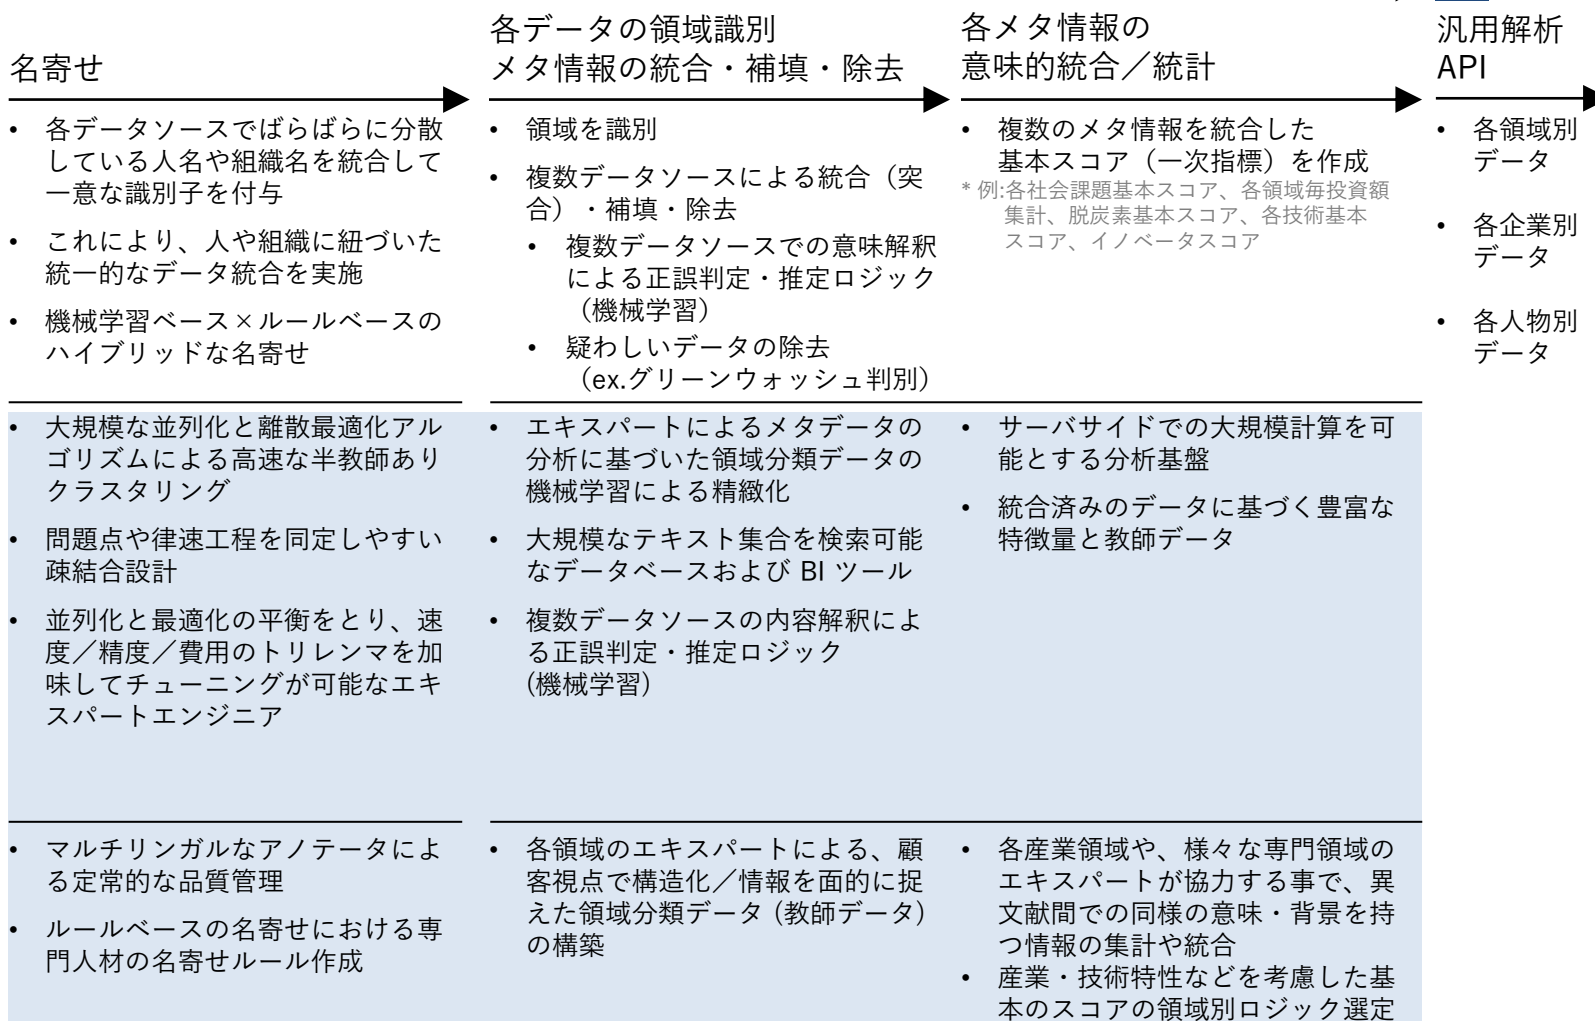 名寄せ
各データの領域識別
メタ情報の統合・補填・除去
各メタ情報の
意味的統合／統計
汎用解析
API
• 各データソースでばらばらに分散
している人名や組織名を統合して
一意な識別子を付与
• これにより、人や組織に紐づいた
統一的なデータ統合を実施
• 機械学習ベース×ルールベースの
ハイブリッドな名寄せ
• 領域を識別
• 複数データソースによる統合（突
合）・補填・除去
• 複数データソースでの意味解釈
による正誤判定・推定ロジック
（機械学習）
• 疑わしいデータの除去
（ex.グリーンウォッシュ判別）
• 複数のメタ情報を統合した
基本スコア（一次指標）を作成
* 例:各社会課題基本スコア、各領域毎投資額
集計、脱炭素基本スコア、各技術基本
スコア、イノベータスコア
• 各領域別
データ
• 各企業別
データ
• 各人物別
データ
• 大規模な並列化と離散最適化アル
ゴリズムによる高速な半教師あり
クラスタリング
• 問題点や律速工程を同定しやすい
疎結合設計
• 並列化と最適化の平衡をとり、速
度／精度／費用のトリレンマを加
味してチューニングが可能なエキ
スパートエンジニア
• エキスパートによるメタデータの
分析に基づいた領域分類データの
機械学習による精緻化
• 大規模なテキスト集合を検索可能
なデータベースおよび BI ツール
• 複数データソースの内容解釈によ
る正誤判定・推定ロジック
(機械学習)
• サーバサイドでの大規模計算を可
能とする分析基盤
• 統合済みのデータに基づく豊富な
特徴量と教師データ
• マルチリンガルなアノテータによ
る定常的な品質管理
• ルールベースの名寄せにおける専
門人材の名寄せルール作成
• 各領域のエキスパートによる、顧
客視点で構造化／情報を面的に捉
えた領域分類データ（教師データ）
の構築
• 各産業領域や、様々な専門領域の
エキスパートが協力する事で、異
文献間での同様の意味・背景を持
つ情報の集計や統合
• 産業・技術特性などを考慮した基
本のスコアの領域別ロジック選定